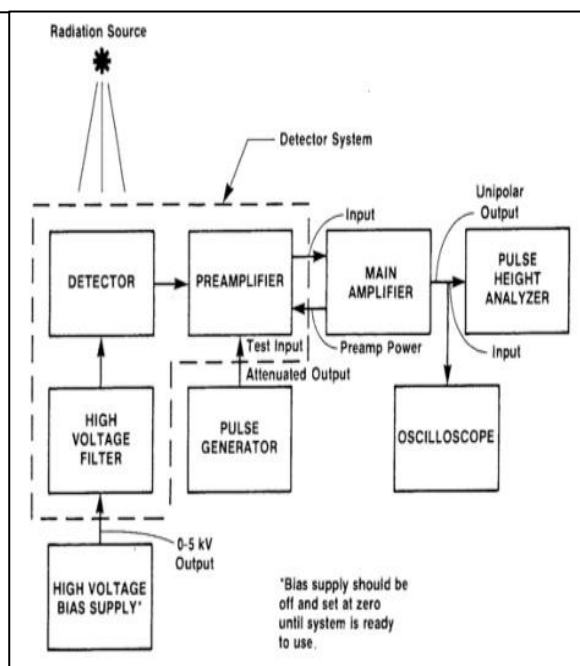 Radiation Source
Detector System
Input
Unipolar
Output
DETECTOR
PREAMPLIFIER
MAIN
AMPLIFIER
PULSE
HEIGHT
ANALYZER
Test Input
Preamp Power
Input
Attenuated Output
HIGH
VOLTAGE
FILTER
PULSE
GENERATOR
OSCILLOSCOPE
0-5 kV
Output
HIGH VOLTAGE
BIAS SUPPLY*
*Bias supply should be
off and set at zero
until system is ready
to use.